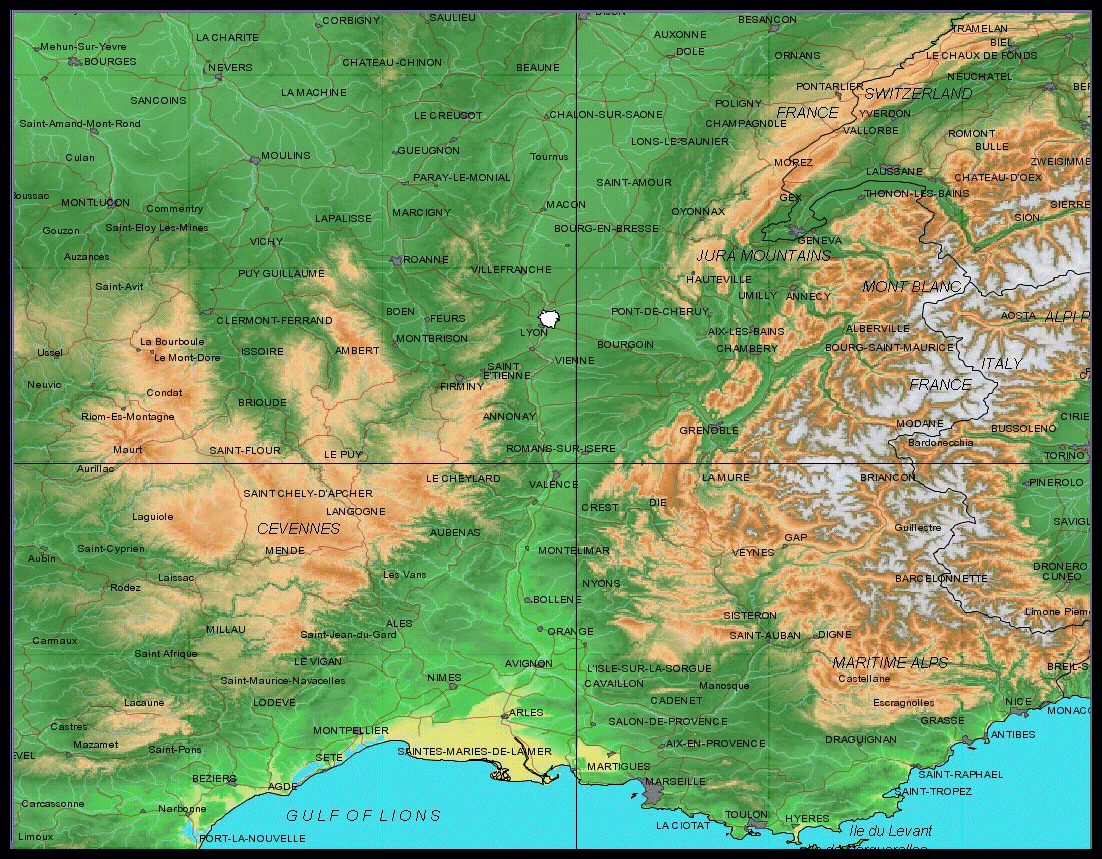 CORBIGNY
SAULIEU
BESANCON
TRAMELAN
LA CHARITE
AUXONNE
BIEL
Mehun-Sur-Yevre
DOLE
ORNANS
LE CHAUX DE FONDS
BOURGES
NEVERS
CHATEAU-CHINON
BEAUNE
NEUCHATEL
LA MACHINE
PONTARLIER
SWITZERLAND
SANCOINS
POLIGNY
FRANCE
LE CREUSOT
CHALON-SUR-SAONE
YVERDON
Saint-Amand-Mont-Rond
CHAMPAGNOLE
VALLORBE
ROMONT
LONS-LE-SAUNIER
BULLE
Culan
MOULINS
GUEUGNON
Tournus
MOREZ
ZWEISIMME
LAUSSANE
CHATEAU-D'OEX
PARAY-LE-MONIAL
SAINT-AMOUR
THONON-LES-BAINS
GEX
MONTLUCON
Commentry
LAPALISSE
MARCIGNY
MACON
OYONNAX
SION
SIERRE
Gouzon
Saint-Eloy Les-Mines
BOURG-EN-BRESSE
VICHY
GENEVA
Auzances
ROANNE
JURA MOUNTAINS
PUY GUILLAUME
VILLEFRANCHE
HAUTEVILLE
Saint-Avit
UMILLY
ANNECY
MONT BLANC
BOEN
FEURS
PONT-DE-CHERUY
AOSTA
ALPI P
CLERMONT-FERRAND
LYON
AIX-LES-BAINS
ALBERVILLE
La Bourboule
MONTBRISON
BOURGOIN
CHAMBERY
BOURG-SAINT-MAURICE
Ussel
Le Mont-Dore
ISSOIRE
AMBERT
VIENNE
ITALY
SAINT
ETIENNE
Neuvic
FIRMINY
FRANCE
Condat
BRIOUDE
Riom-Es-Montagne
ANNONAY
CIRIE
GRENOBLE
MODANE
BUSSOLENO
Maurt
SAINT-FLOUR
LE PUY
ROMANS-SUR-ISERE
Bardonecchia
TORINO
Aurillac
LE CHEYLARD
VALENCE
LA MURE
BRIANCON
PINEROLO
SAINT CHELY-D'APCHER
CREST
DIE
Laguiole
LANGOGNE
SAVIGL
CEVENNES
AUBENAS
GAP
Guillestre
Saint-Cyprien
MENDE
MONTELIMAR
VEYNES
Aubin
DRONERO
Laissac
Les Vans
NYONS
BARCELONNETTE
CUNEO
Rodez
BOLLENE
SISTERON
Limone Piem
ALES
ORANGE
MILLAU
Saint-Jean-du-Gard
SAINT-AUBAN
DIGNE
Carmaux
Saint Afrique
LE VIGAN
AVIGNON
L'ISLE-SUR-LA-SORGUE
MARITIME ALPS
BREIL-S
Saint-Maurice-Navacelles
NIMES
CAVAILLON
Manosque
Castellane
Lacaune
LODEVE
CADENET
Escragnolles
NICE
MONACO
ARLES
SALON-DE-PROVENCE
GRASSE
Castres
MONTPELLIER
ANTIBES
Mazamet
Saint-Pons
SAINTES-MARIES-DE-LA-MER
AIX-EN-PROVENCE
DRAGUIGNAN
SETE
MARTIGUES
BEZIERS
AGDE
MARSEILLE
SAINT-RAPHAEL
SAINT-TROPEZ
Carcassonne
Narbonne
GULF OF LIONS
TOULON
HYERES
LA CIOTAT
Ile du Levant
Limoux
PORT-LA-NOUVELLE